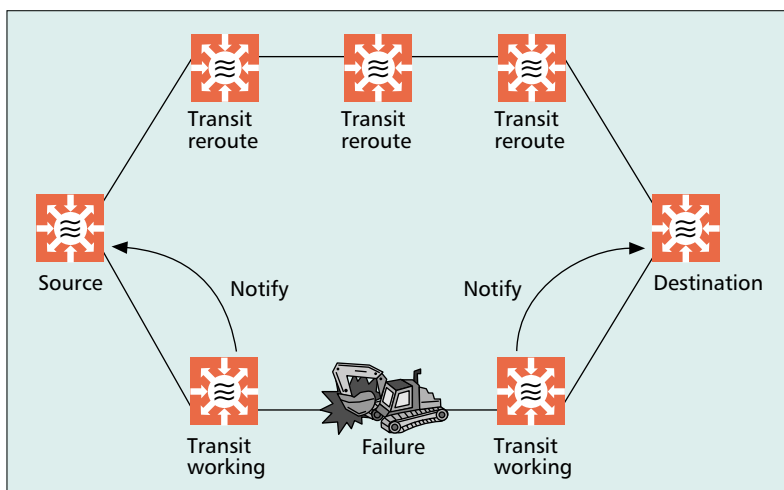 Transit
reroute
Transit
reroute
Transit
reroute
Source
Notify
Notify
Destination
Transit
working
Failure
Transit
working